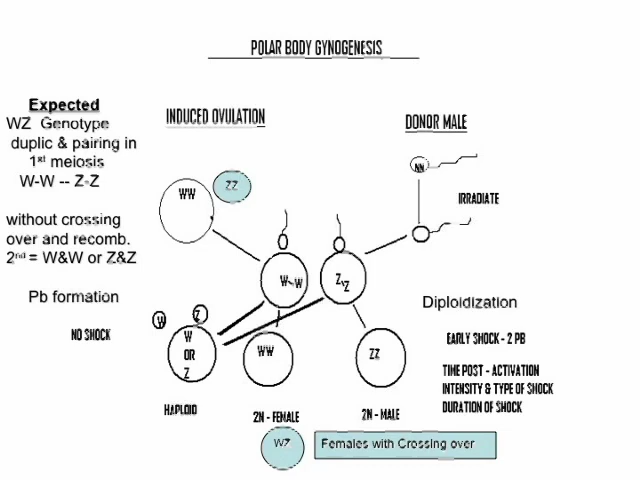 POLAR BODY GYNOGENESIS
Expected
WZ Genotype
duplic & pairing in
1st meiosis
W-W -- Z-Z
without crossing
over and recomb.
2nd = W&W or Z&Z
Pb formation
NO SHOCK
INDUCED OVULATION
DONOR MALE
WW
ZZ
NN
IRRADIATE
W-W
Z-Z
Diploidization
EARLY SHOCK - 2 PB
TIME POST - ACTIVATION
INTENSITY & TYPE OF SHOCK
DURATION OF SHOCK
W
Z
W
OR
Z
WW
ZZ
HAPLOID
2N - FEMALE
2N - MALE
WZ
Females with Crossing over